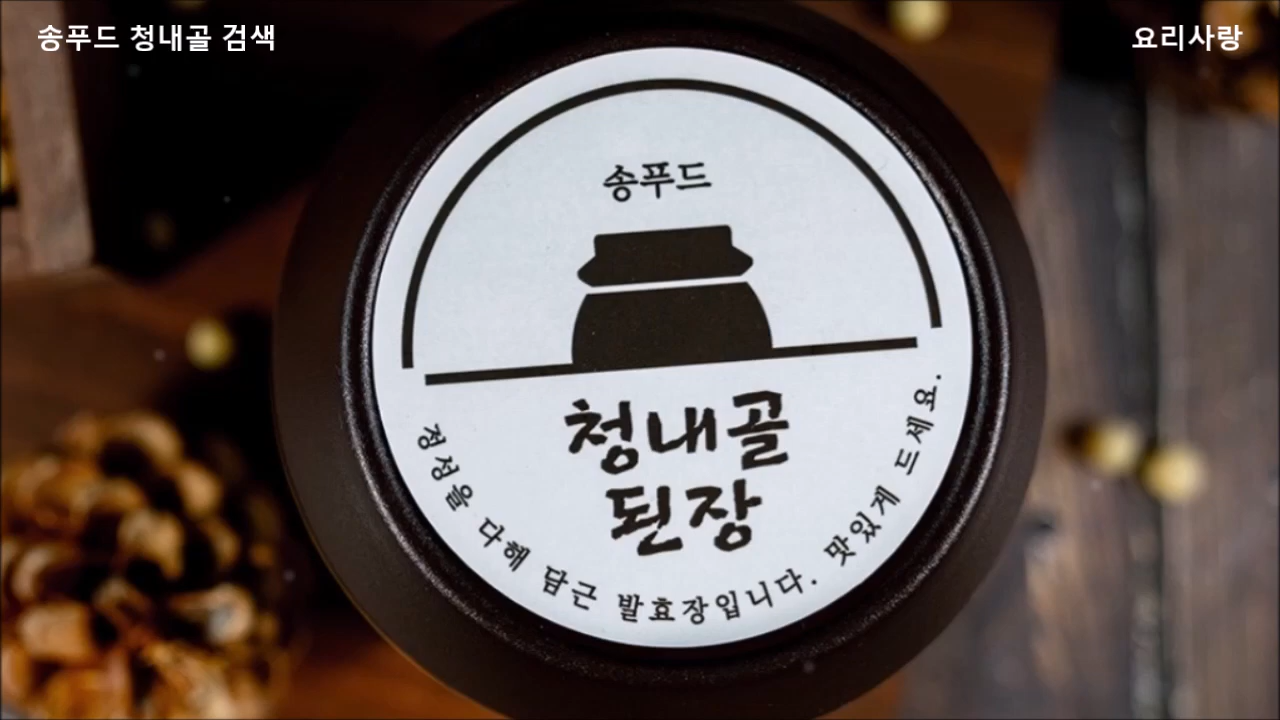 송푸드 청내골 검색
요리사랑
송푸드
청내골
된장
정성을 다해 담근 발효장입니다. 맛있게 드세요.